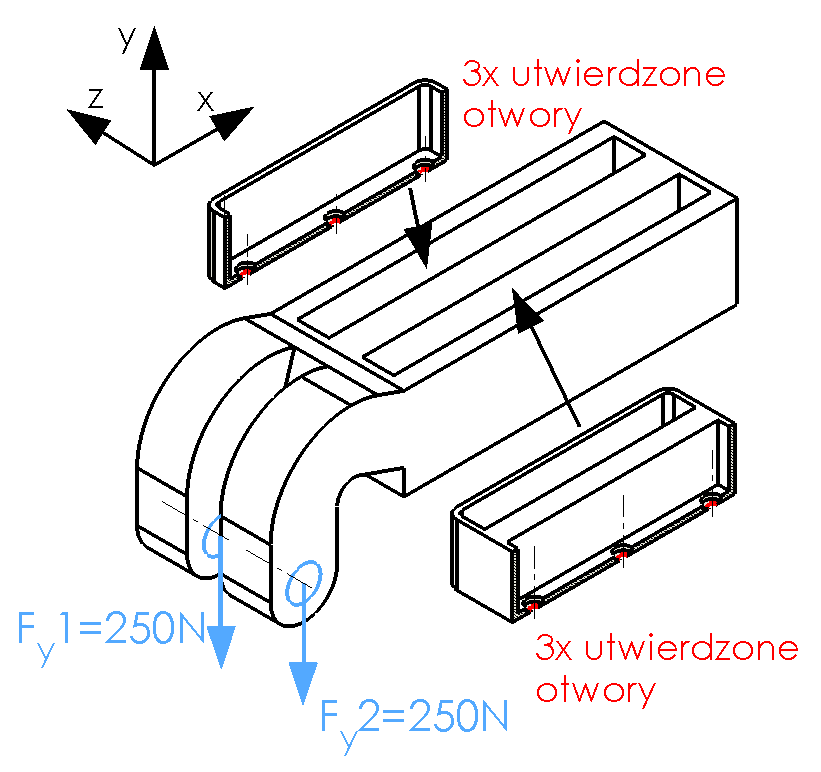 y
z
x
3x utwierdzone
otwory
Fy1=250N
3x utwierdzone
otwory
Fy2=250N